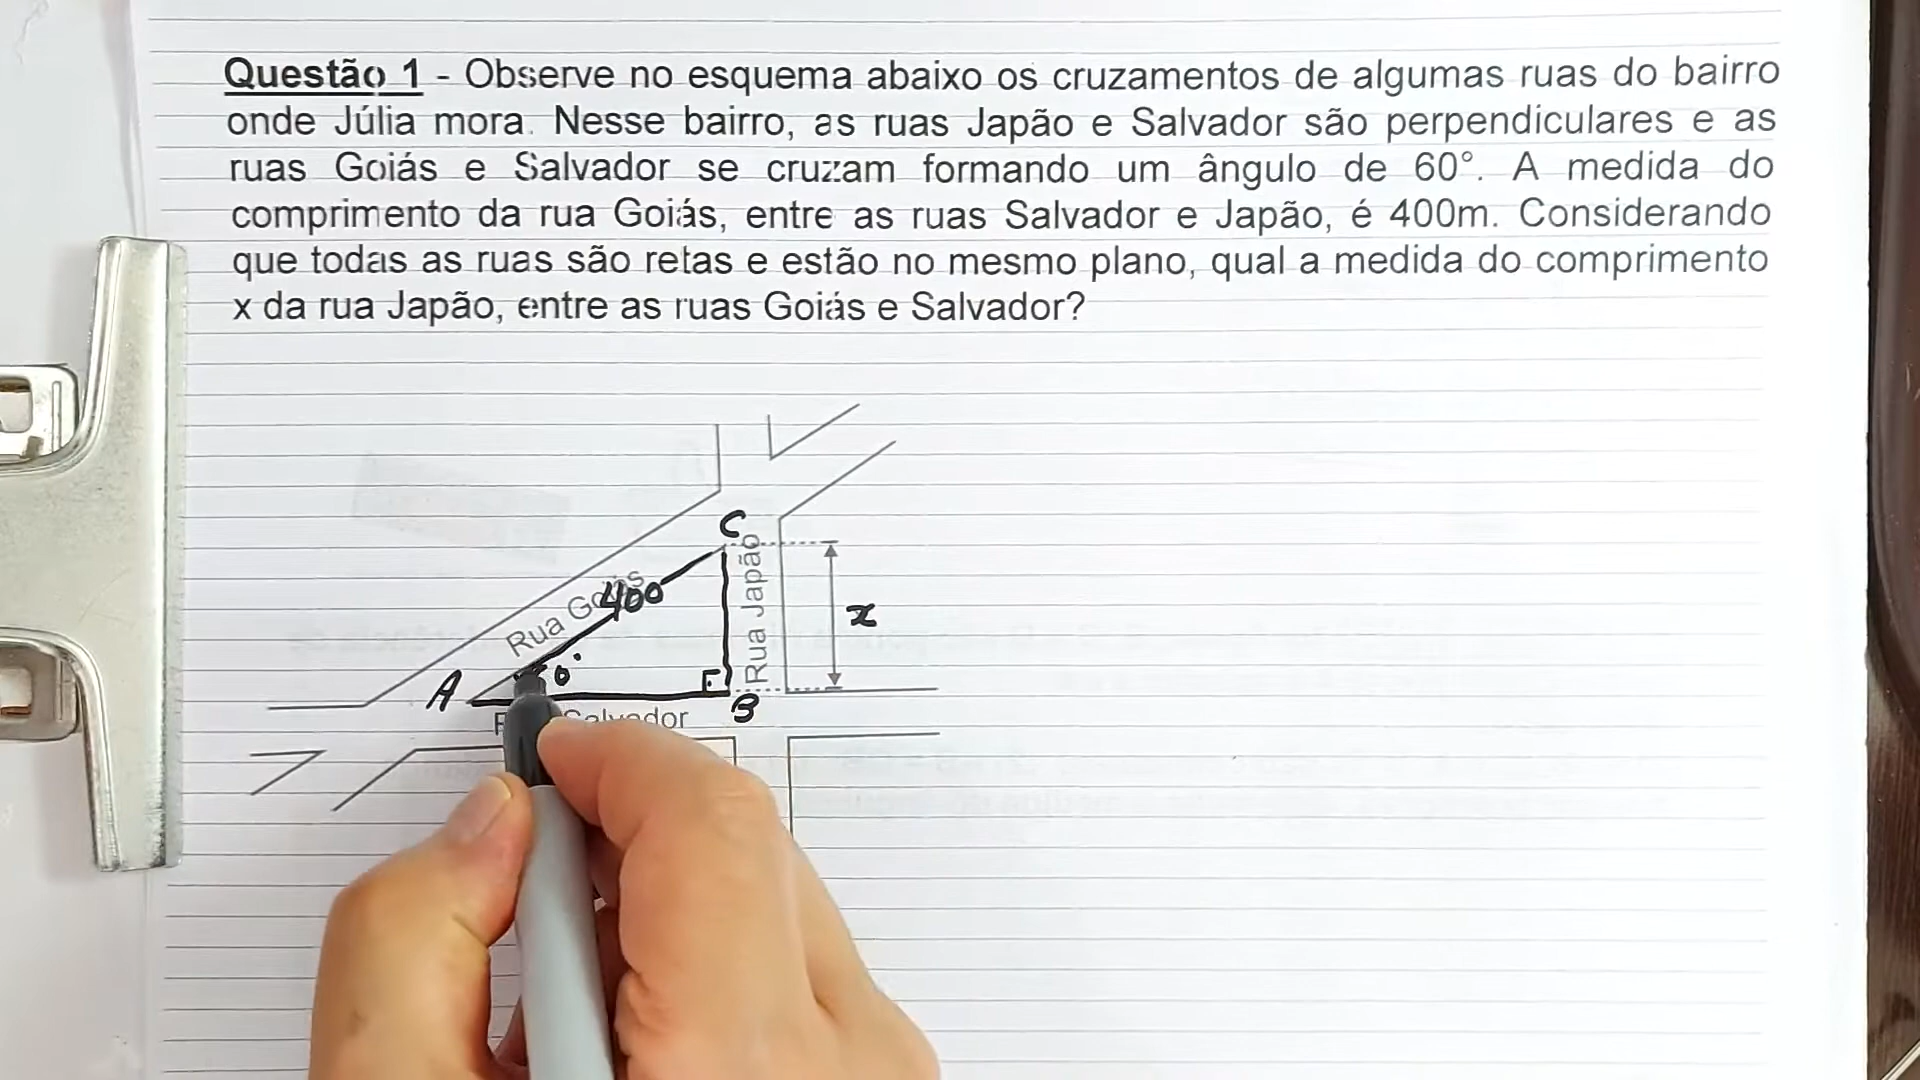 Questão 1 - Observe no esquema abaixo os cruzamentos de algumas ruas do bairro
onde Júlia mora. Nesse bairro, as ruas Japão e Salvador são perpendiculares e as
ruas Goiás e Salvador se cruzam formando um ângulo de 60°. A medida do
comprimento da rua Goiás, entre as ruas Salvador e Japão, é 400m. Considerando
que todas as ruas são retas e estão no mesmo plano, qual a medida do comprimento
x da rua Japão, entre as ruas Goiás e Salvador?
C
Rua Goiás
400
Rua Japão
x
A
B
Salvador